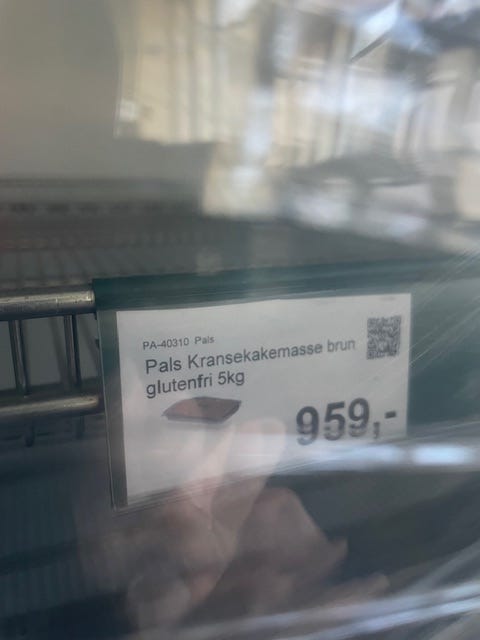 PA-40310 Pals
Pals Kransekakemasse brun
glutenfri 5kg
959,-